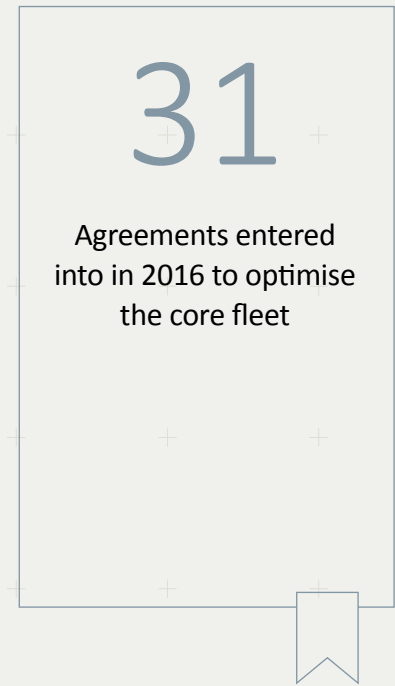 31
Agreements entered
into in 2016 to optimise
the core fleet